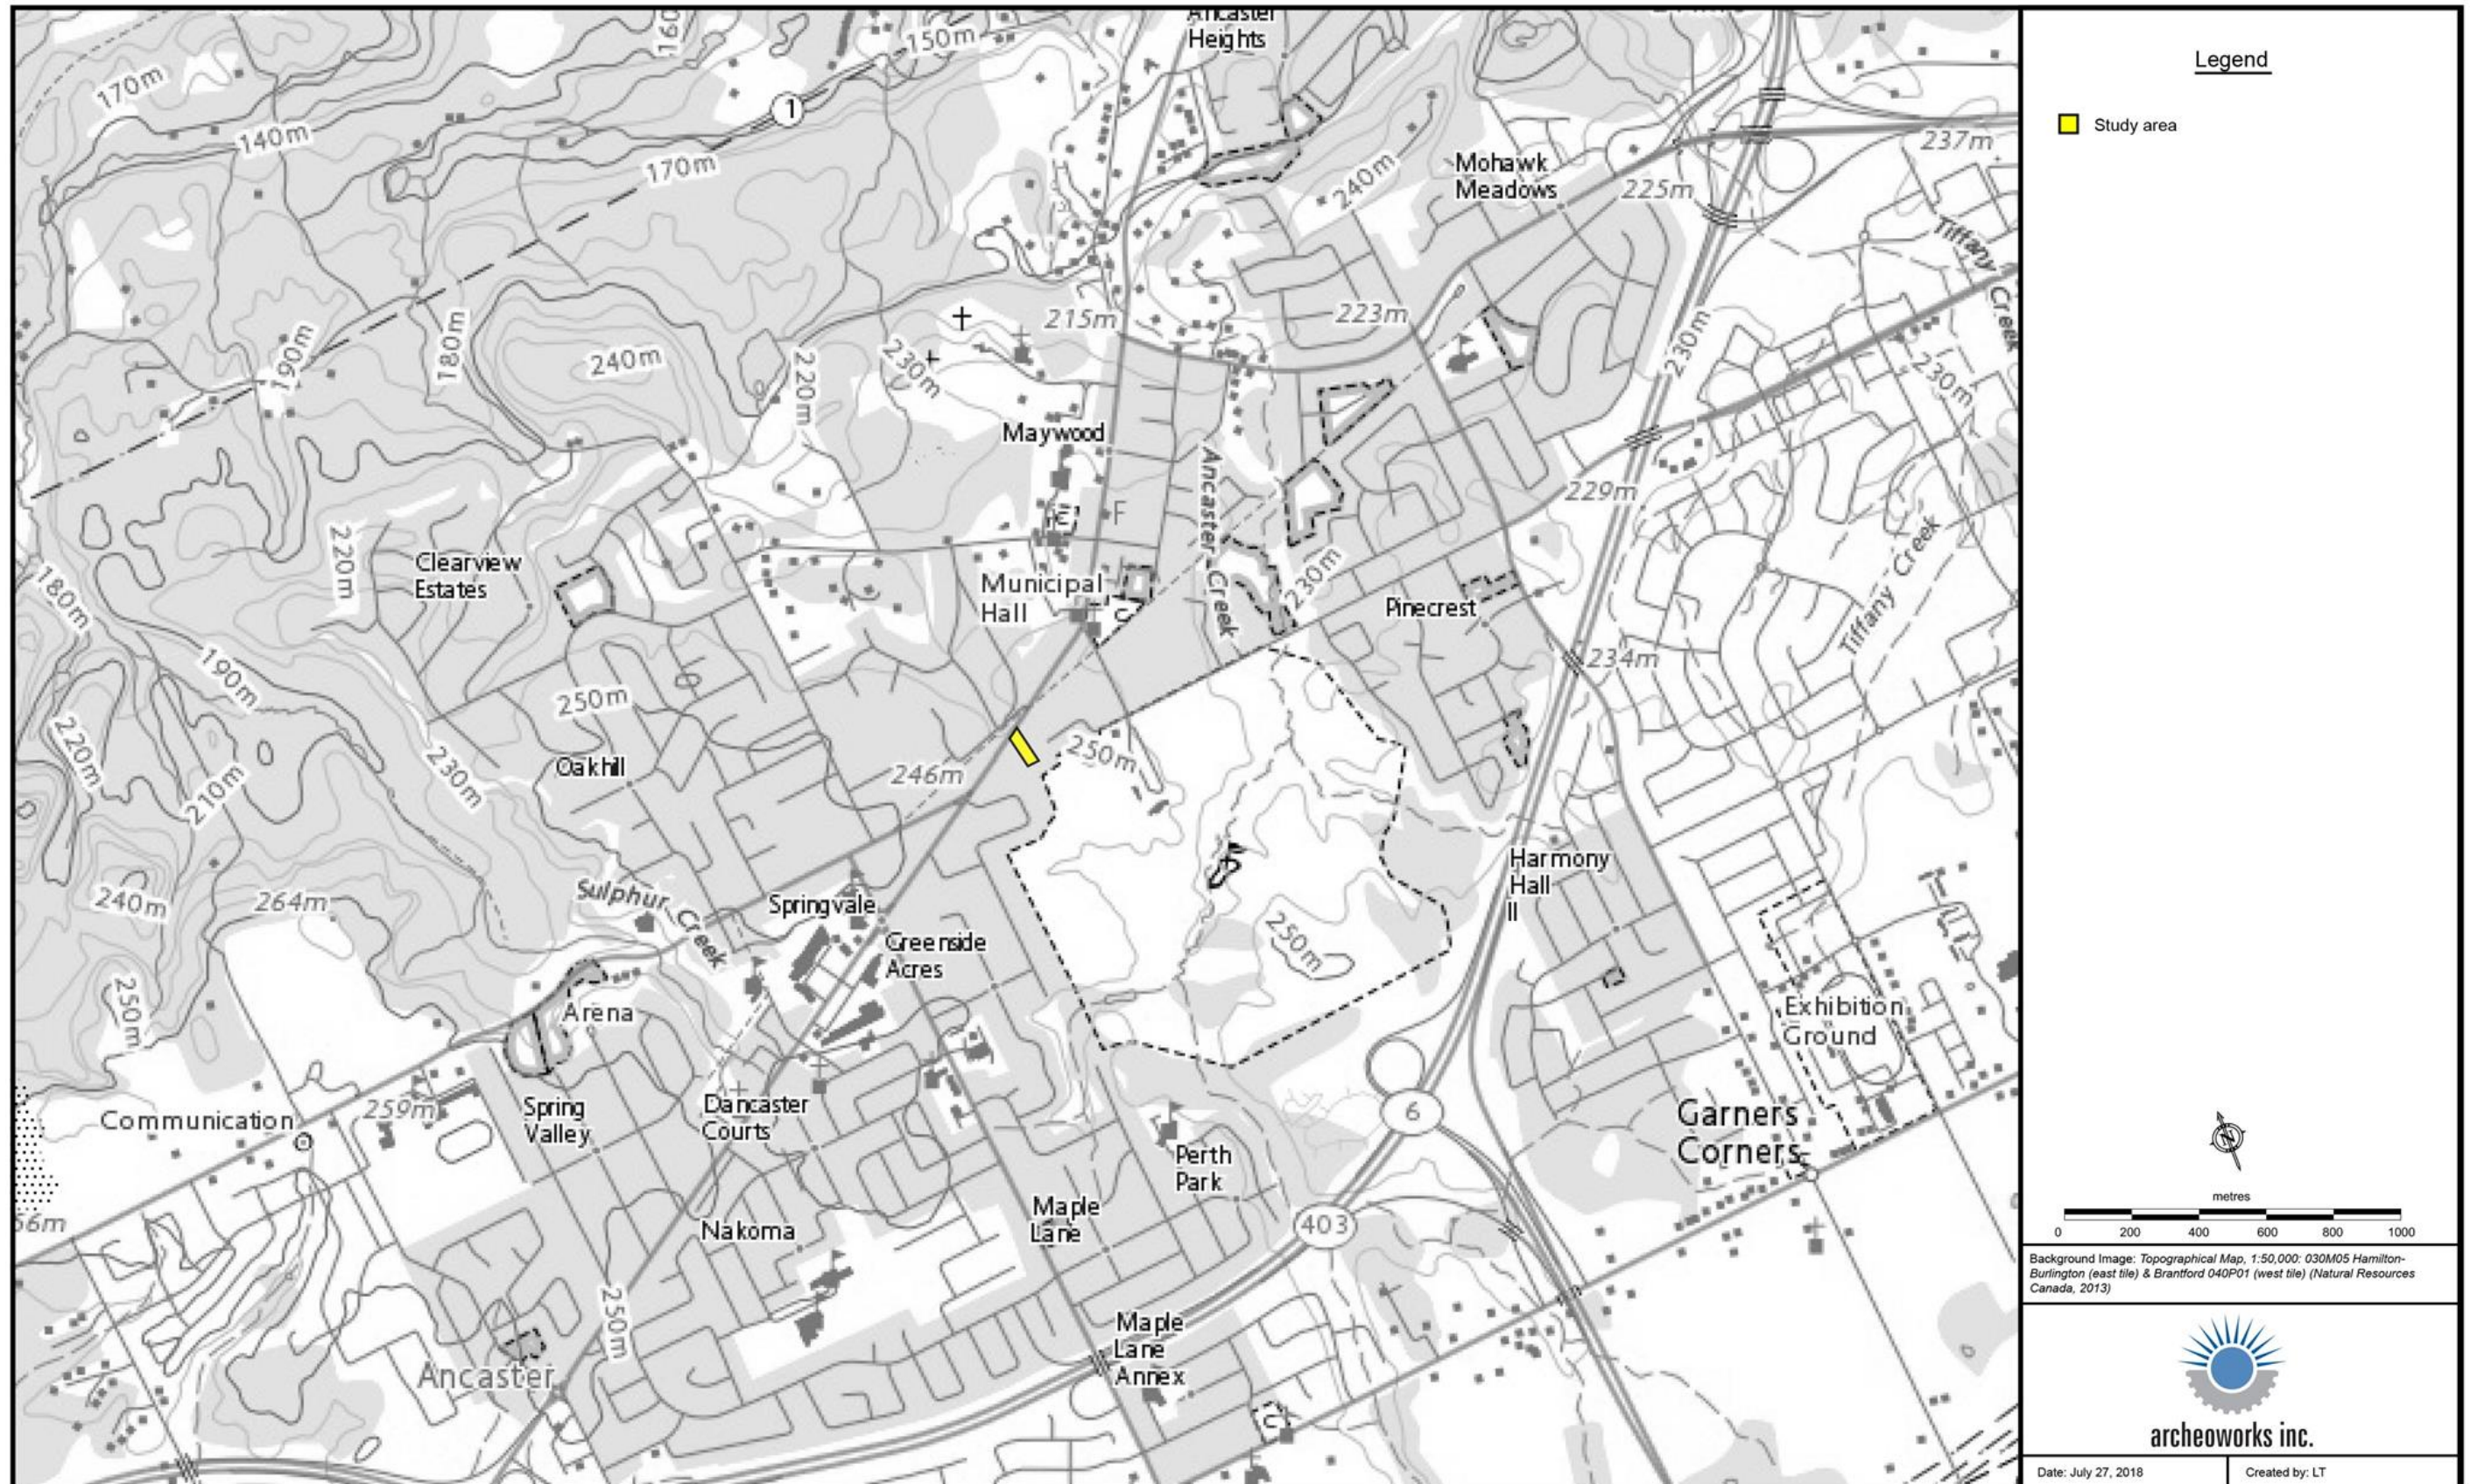 Ancaster
Heights
160
150m
170m
1
140m
170m
240m
Mohawk
Meadows
225m
237m
Tiffany Creek
215m
223m
230m
190m
180m
240m
220m
230m
230m
Maywood
Ancaster Creek
F
229m
Clearview
Estates
220m
180m
Municipal
Hall
C
230m
Pinecrest
Tiffany Creek
234m
190m
250m
220m
210m
230m
Oakhill
246m
250m
Harmony
Hall
II
240m
264m
Sulphur Creek
Springvale
Greenside
Acres
250m
250m
Arena
Exhibition
Ground
Communication
259m
Spring
Valley
Dancaster
Courts
6
Garners
Corners
Perth
Park
66m
Nakoma
Maple
Lane
403
250m
Maple
Lane
Annex
Ancaster
C
Legend
Study area
N
metres
0 200 400 600 800 1000
Background Image: Topographical Map, 1:50,000: 030M05 Hamilton-
Burlington (east tile) & Brantford 040P01 (west tile) (Natural Resources
Canada, 2013)
archeoworks inc.
Date: July 27, 2018
Created by: LT